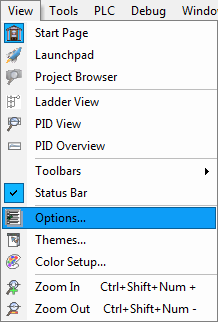 View Tools PLC Debug Window
Start Page
Launchpad
Project Browser
Ladder View
PID View
PID Overview
Toolbars
Status Bar
Options...
Themes...
Color Setup...
Zoom In Ctrl+Shift+Num +
Zoom Out Ctrl+Shift+Num -